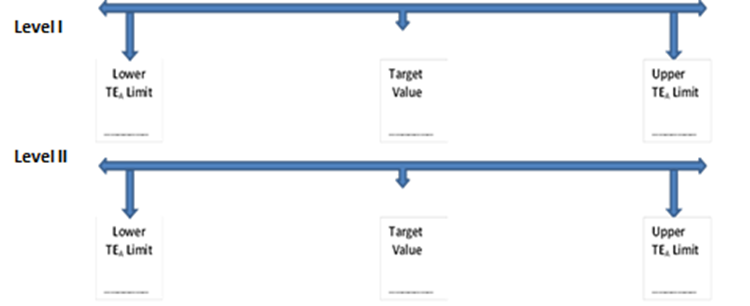 Level I
Lower Target Upper
TEA Limit Value TEA Limit
Level II
Lower Target Upper
TEA Limit Value TEA Limit